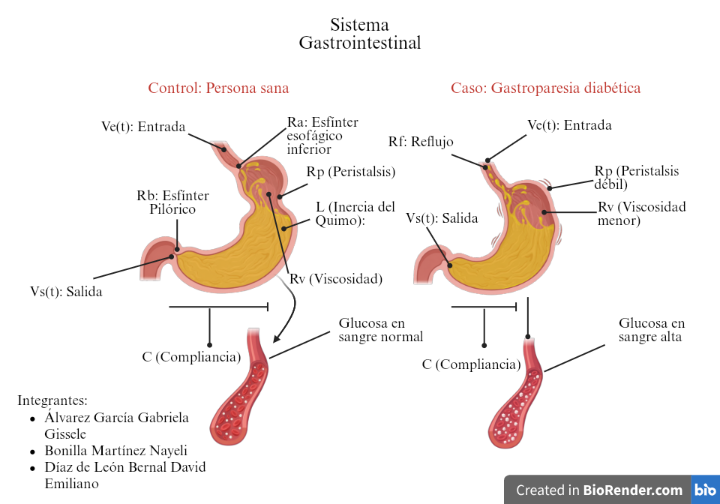 Sistema
Gastrointestinal
Control: Persona sana
Caso: Gastroparesia diabética
Ve(t): Entrada
Ra: Esfínter
esofágico
inferior
Rp (Peristalsis)
Rb: Esfínter
Pilórico
L (Inercia del
Quimo):
Rv (Viscosidad)
Vs(t): Salida
C (Compliancia)
Glucosa en
sangre normal
Rf: Reflujo
Ve(t): Entrada
Rp (Peristalsis
débil)
Rv (Viscosidad
menor)
Vs(t): Salida
C (Compliancia)
Glucosa en
sangre alta
Integrantes:
• Álvarez García Gabriela
Gissele
• Bonilla Martínez Nayeli
• Díaz de León Bernal David
Emiliano
Created in BioRender.com bio